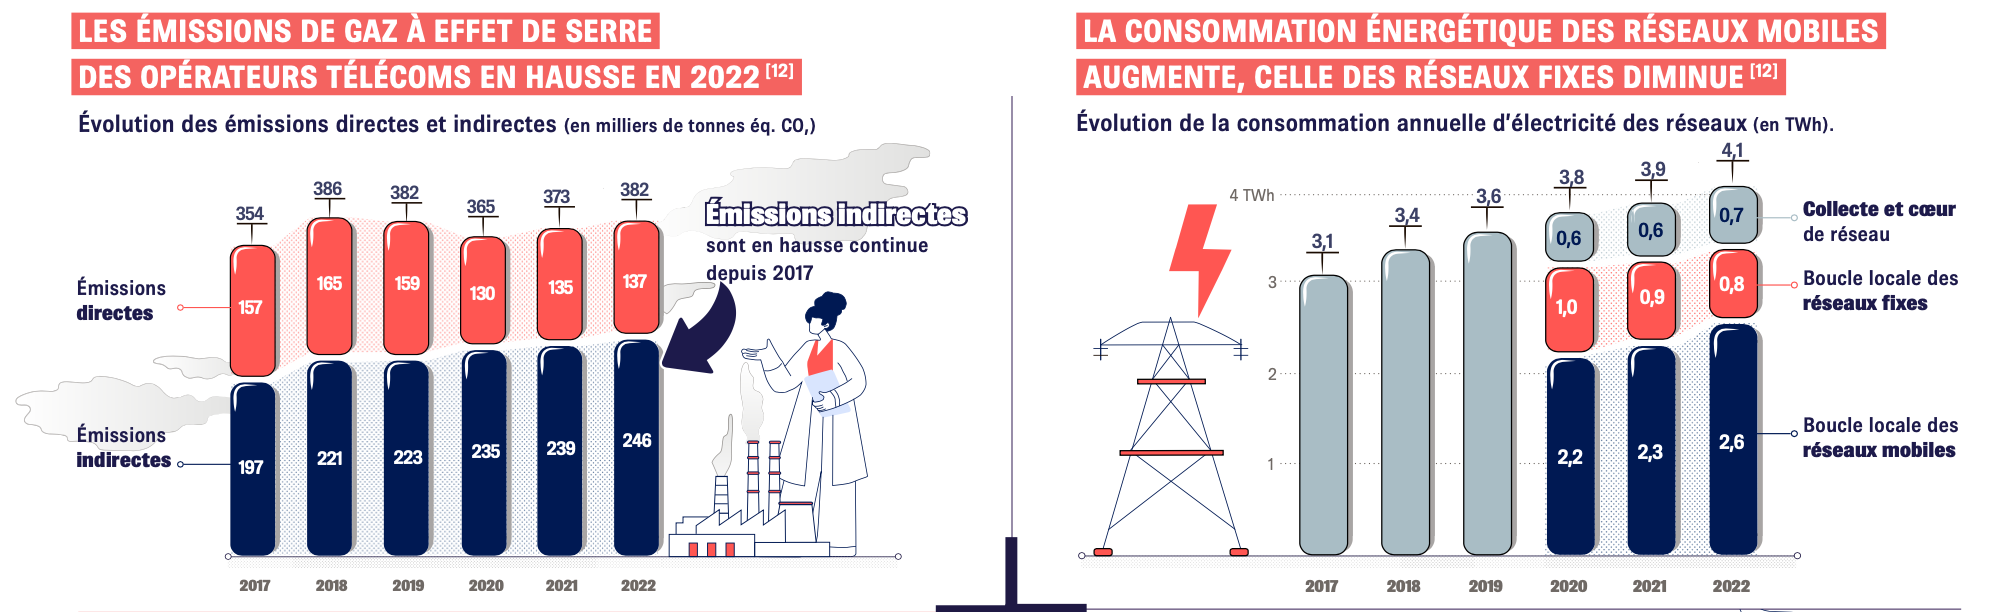 LES ÉMISSIONS DE GAZ À EFFET DE SERRE
DES OPÉRATEURS TÉLÉCOMS EN HAUSSE EN 2022 [12]
Évolution des émissions directes et indirectes (en milliers de tonnes éq. CO,)
354
386
382
365
373
382
Émissions indirectes
sont en hausse continue
depuis 2017
Émissions
directes
157
165
159
130
135
137
Émissions
indirectes
197
221
223
235
239
246
2017
2018
2019
2020
2021
2022
LA CONSOMMATION ÉNERGÉTIQUE DES RÉSEAUX MOBILES
AUGMENTE, CELLE DES RÉSEAUX FIXES DIMINUE [12]
Évolution de la consommation annuelle d'électricité des réseaux (en TWh).
4 TWh
3
2
1
3,1
3,4
3,6
3,8
3,9
4,1
0,6
0,6
0,7
Collecte et cœur
de réseau
1,0
0,9
0,8
Boucle locale des
réseaux fixes
2,2
2,3
2,6
Boucle locale des
réseaux mobiles
2017
2018
2019
2020
2021
2022